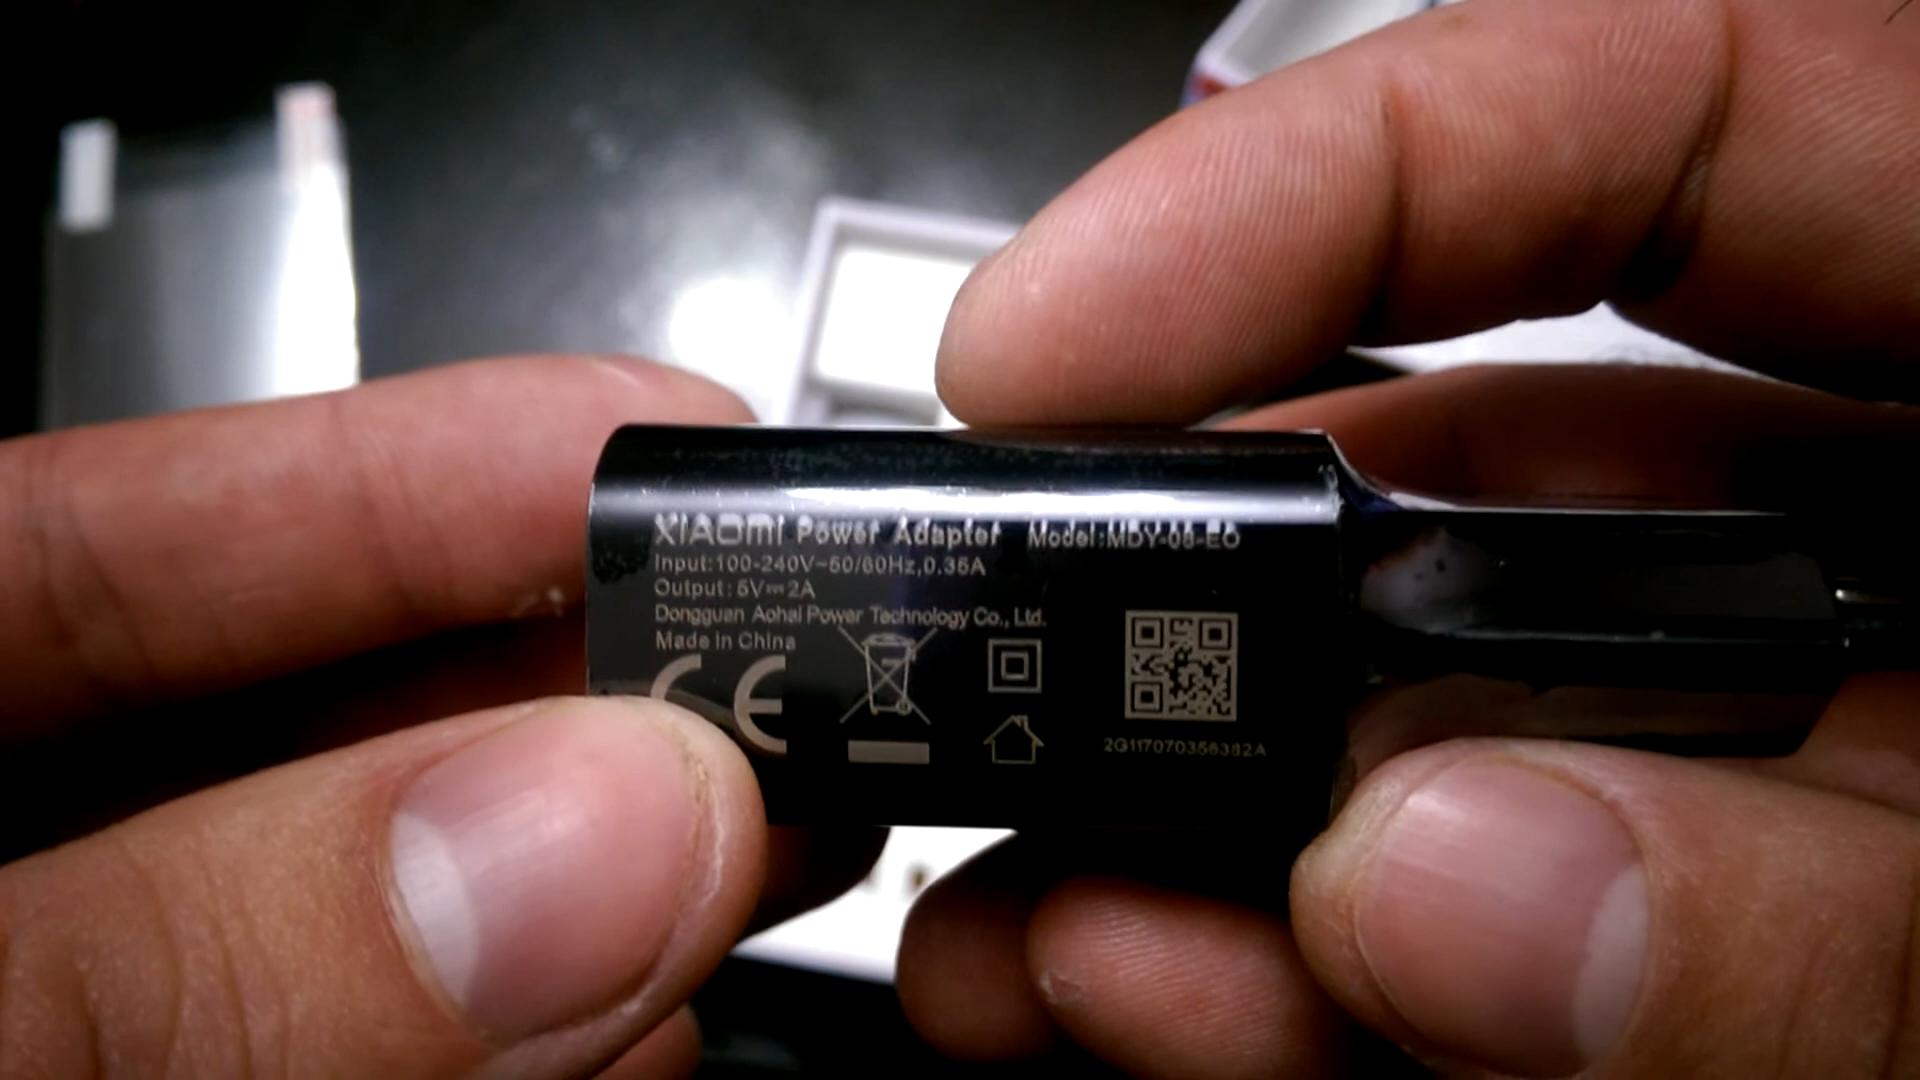 XIAOMI Power Adapter Model:MDY-08-EO
Input:100-240V~50/60Hz,0.35A
Output:5V⎓2A
Dongguan Aohai Power Technology Co., Ltd.
Made in China
CE
2G117070356382A